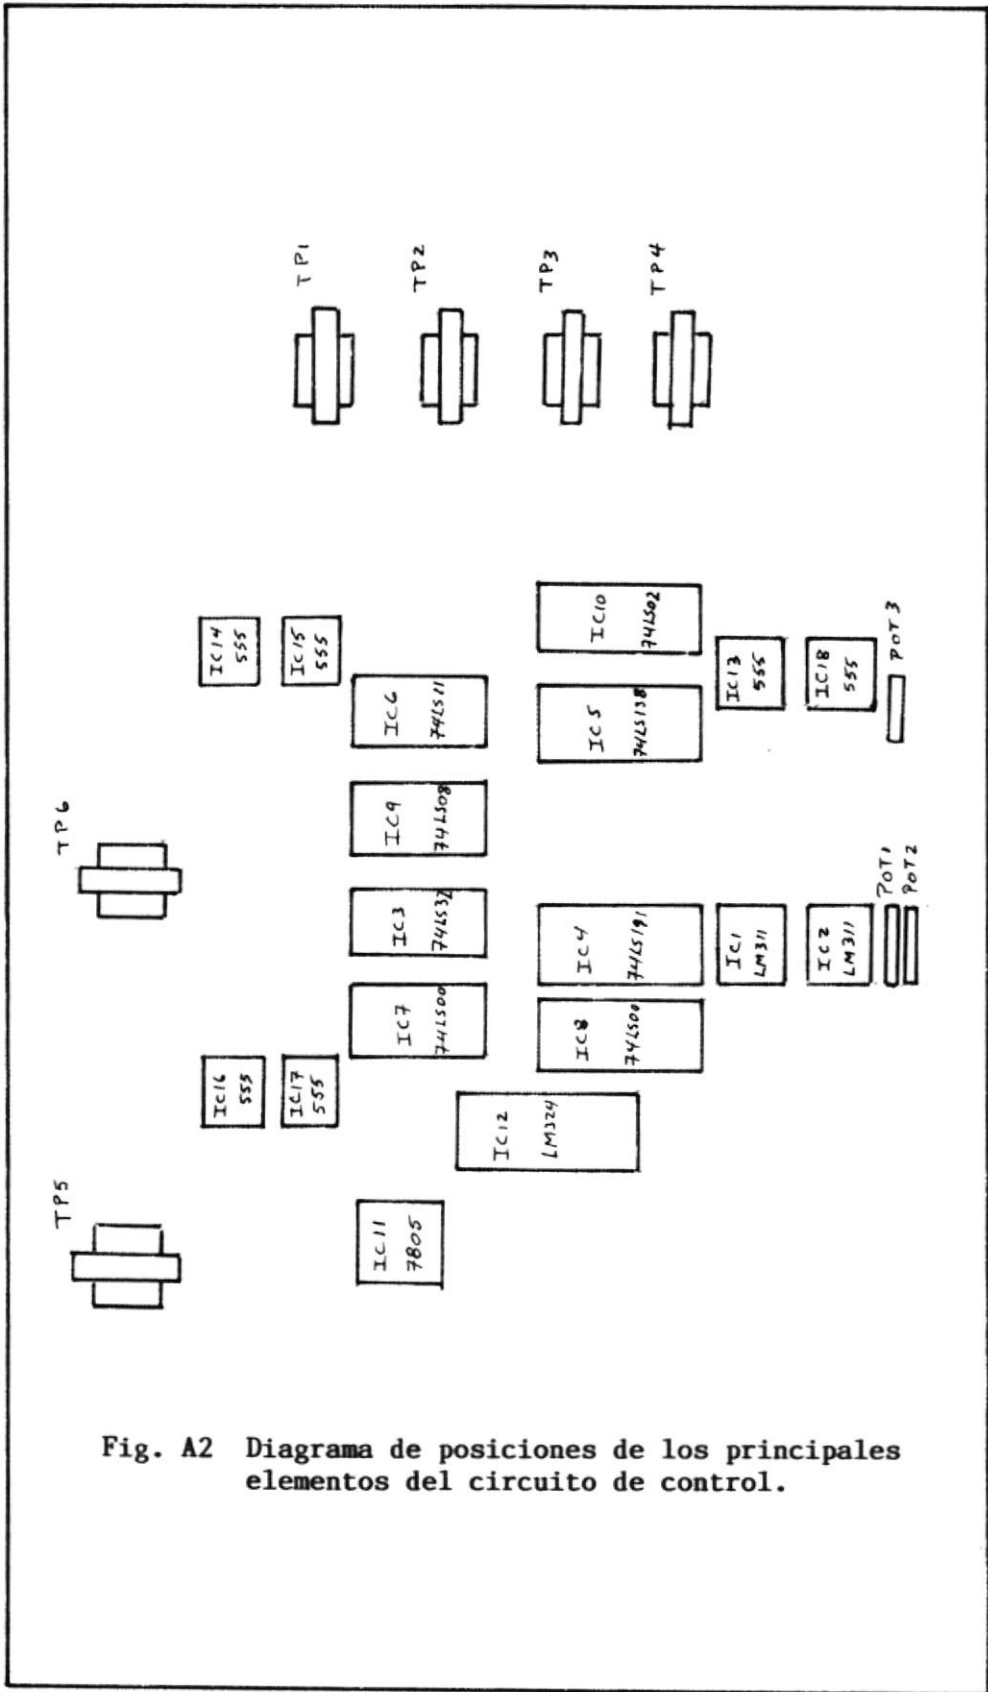 TP1
TP2
TP3
TP4
IC14
555
IC15
555
IC6
74LS11
IC10
74LS02
IC5
74LS138
IC13
555
IC18
555
POT3
TP6
IC9
74LS08
IC3
74LS32
IC4
74LS191
IC1
LM311
IC2
LM311
POT1
POT2
IC7
74LS00
IC8
74LS00
IC16
555
IC17
555
IC12
LM324
TP5
IC11
7805
Fig. A2 Diagrama de posiciones de los principales
elementos del circuito de control.